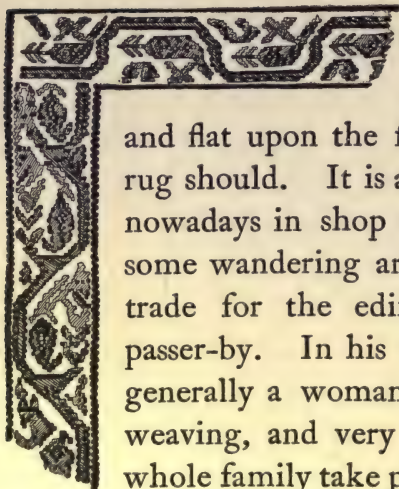 and flat upon the
rug should. It is
nowadays in shop
some wandering
trade for the
passer-by. In his
generally a woman
weaving, and very
whole family take